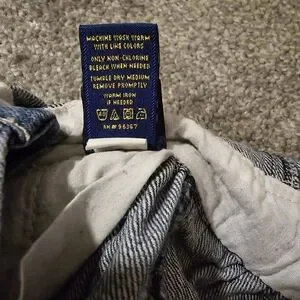 MACHINE WASH WARM
WITH LIKE COLORS
ONLY NON-CHLORINE
BLEACH WHEN NEEDED
TUMBLE DRY MEDIUM
REMOVE PROMPTLY
WARM IRON
IF NEEDED
RN# 96367